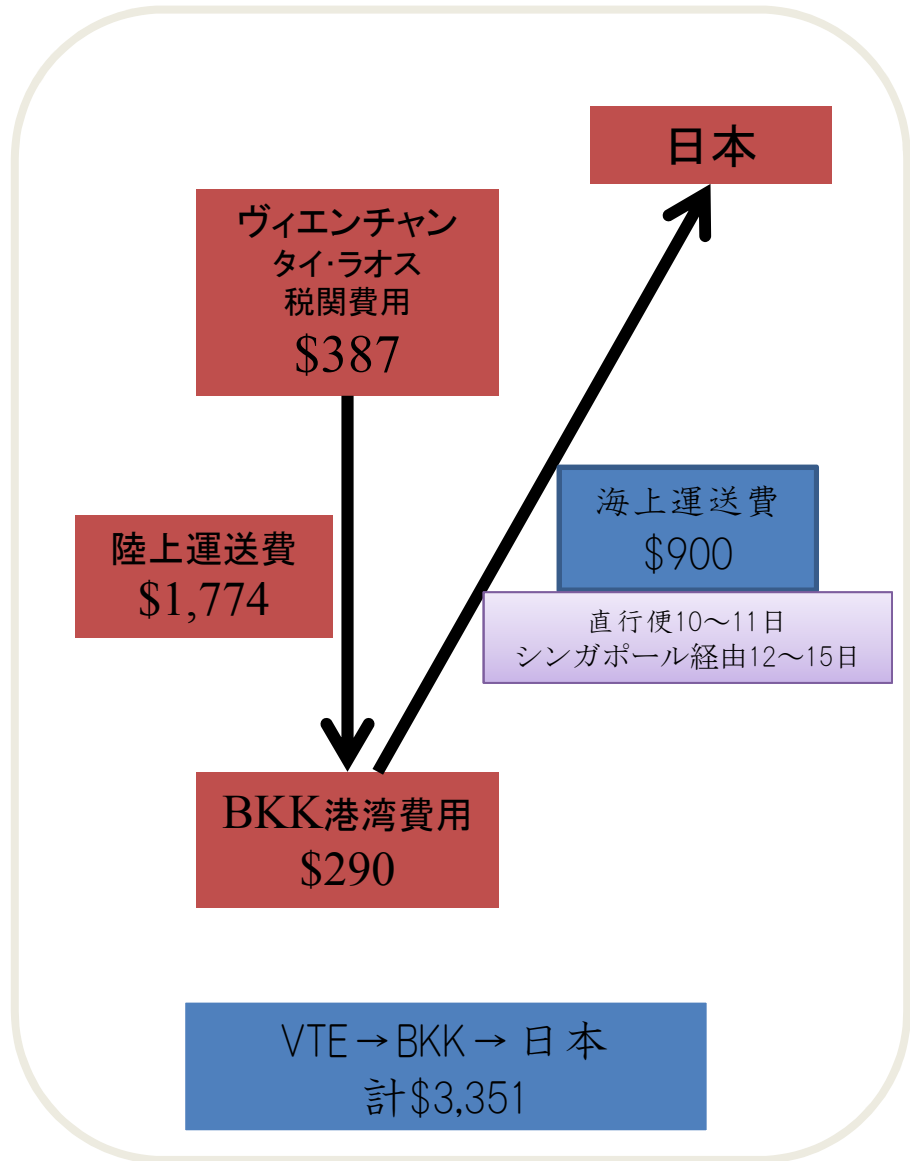 日本
ヴィエンチャン
タイ・ラオス
税関費用
$387
海上運送費
$900
陸上運送費
$1,774
直行便10～11日
シンガポール経由12～15日
BKK港湾費用
$290
VTE→BKK→日本
計$3,351